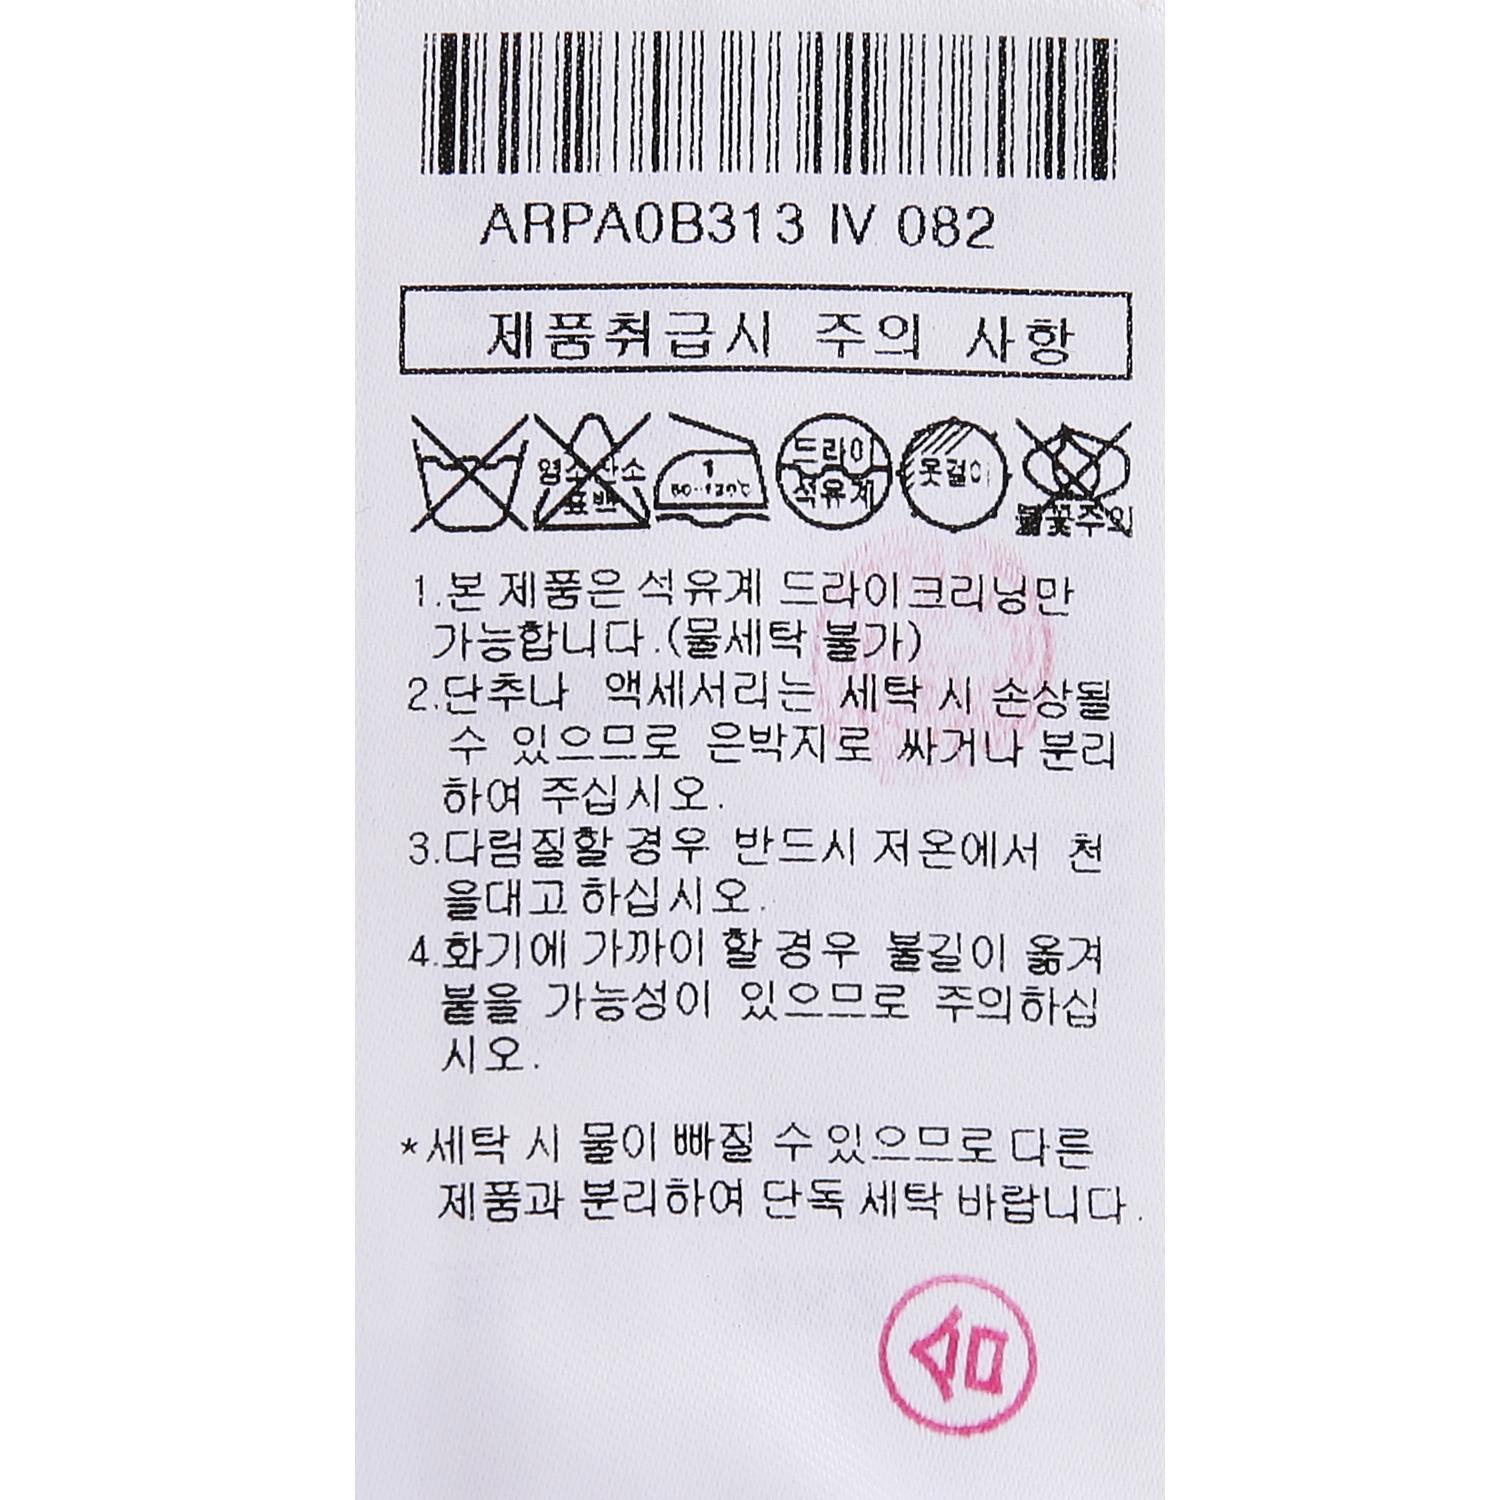 ARPA0B313 IV 082
제품취급시 주의 사항
염소산소
표백
1
80~120℃
드라이
석유계
옷걸이
불꽃주의
1.본 제품은 석유계 드라이크리닝만
가능합니다.(물세탁 불가)
2.단추나 액세서리는 세탁 시 손상될
수 있으므로 은박지로 싸거나 분리
하여 주십시오.
3.다림질할 경우 반드시 저온에서 천
을대고 하십시오.
4.화기에 가까이 할 경우 불길이 옮겨
붙을 가능성이 있으므로 주의하십
시오.
*세탁 시 물이 빠질 수 있으므로 다른
제품과 분리하여 단독 세탁 바랍니다.